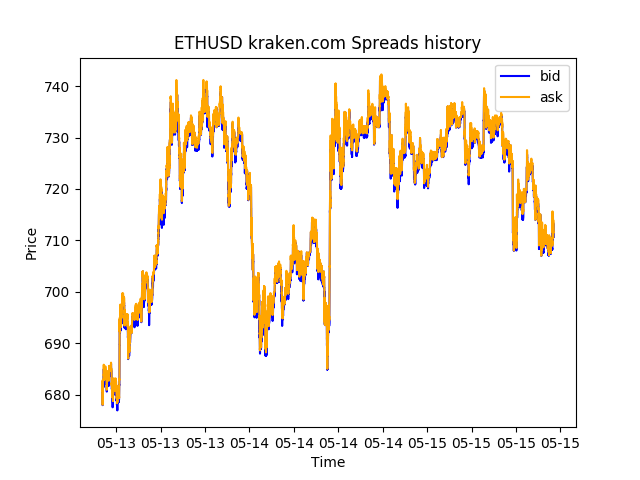 ETHUSD kraken.com Spreads history
bid
ask
Price
740
730
720
710
700
690
680
05-13 05-13 05-13 05-14 05-14 05-14 05-14 05-15 05-15 05-15 05-15
Time